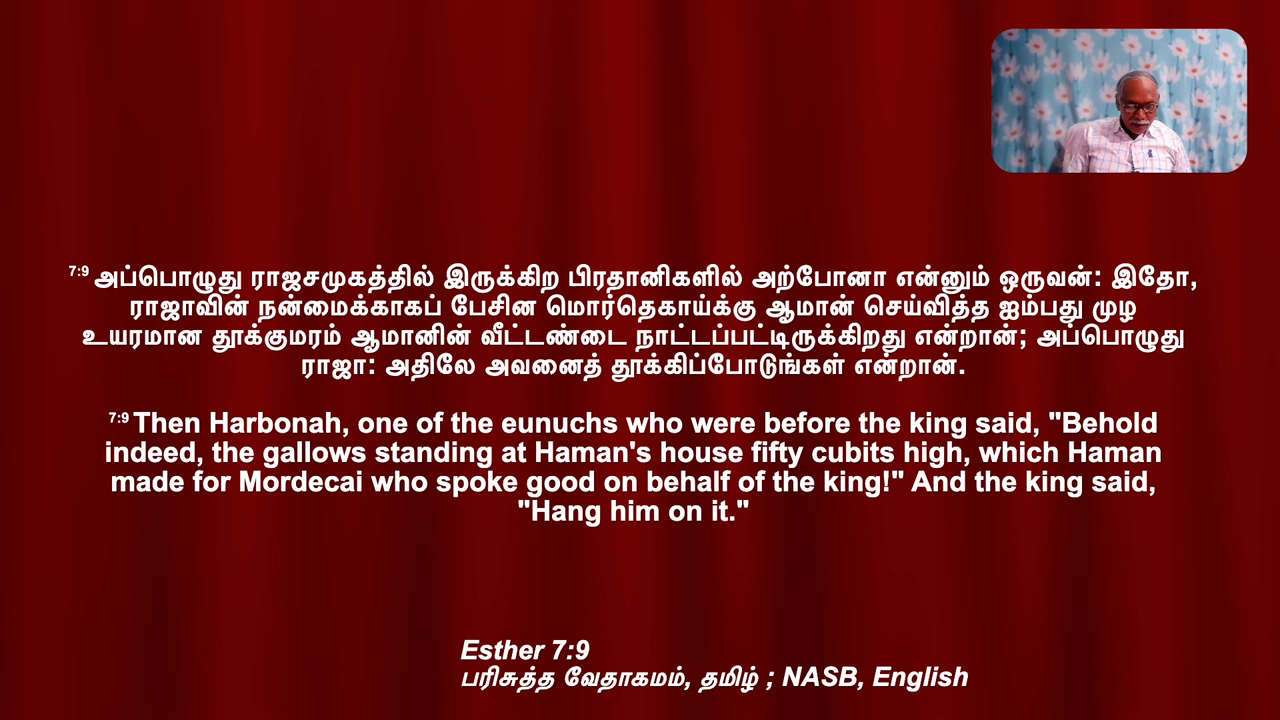 7:9 அப்பொழுது ராஜசமுகத்தில் இருக்கிற பிரதானிகளில் அற்போனா என்னும் ஒருவன்: இதோ,
ராஜாவின் நன்மைக்காகப் பேசின மொர்தெகாய்க்கு ஆமான் செய்வித்த ஐம்பது முழ
உயரமான தூக்குமரம் ஆமானின் வீட்டண்டை நாட்டப்பட்டிருக்கிறது என்றான்; அப்பொழுது
ராஜா: அதிலே அவனைத் தூக்கிப்போடுங்கள் என்றான்.
7:9 Then Harbonah, one of the eunuchs who were before the king said, "Behold
indeed, the gallows standing at Haman's house fifty cubits high, which Haman
made for Mordecai who spoke good on behalf of the king!" And the king said,
"Hang him on it."
Esther 7:9
பரிசுத்த வேதாகமம், தமிழ் ; NASB, English